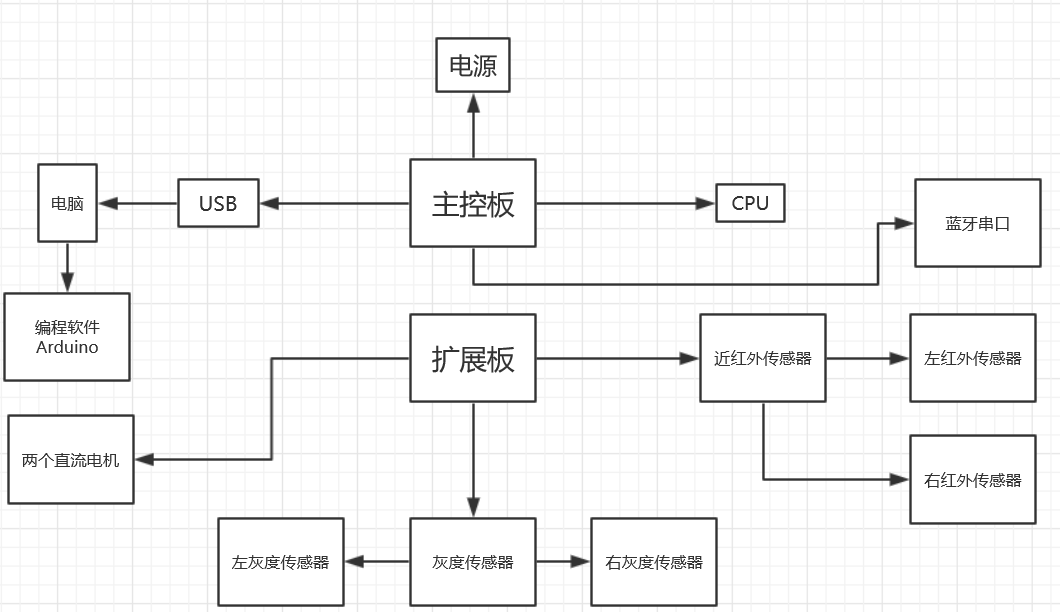 电源
电脑
USB
主控板
CPU
蓝牙串口
编程软件
Arduino
扩展板
近红外传感器
左红外传感器
两个直流电机
右红外传感器
左灰度传感器
灰度传感器
右灰度传感器